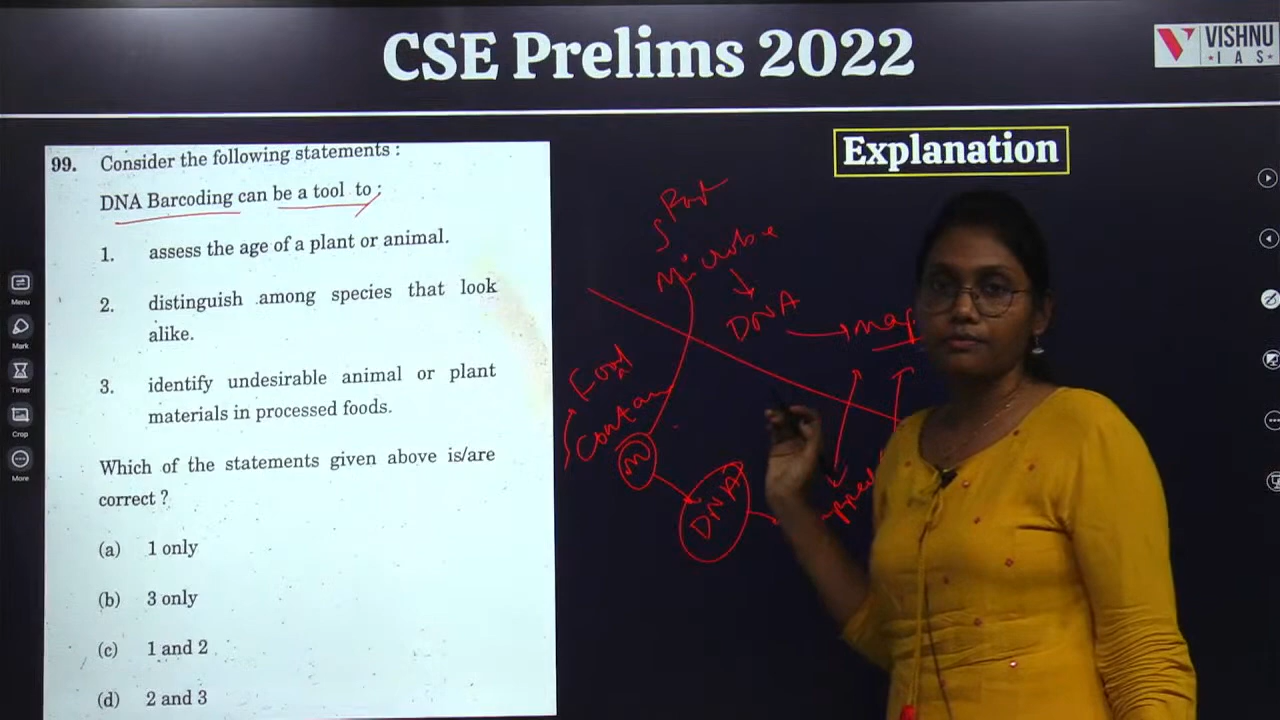 CSE Prelims 2022
VISHNU
IAS
99. Consider the following statements :
DNA Barcoding can be a tool to :
1. assess the age of a plant or animal.
2. distinguish among species that look
alike.
3. identify undesirable animal or plant
materials in processed foods.
Which of the statements given above is/are
correct ?
(a) 1 only
(b) 3 only
(c) 1 and 2
(d) 2 and 3
Explanation
Microbe
DNA
map
Food
Contam
m
DNA
Menu
Mark
Timer
Crop
More